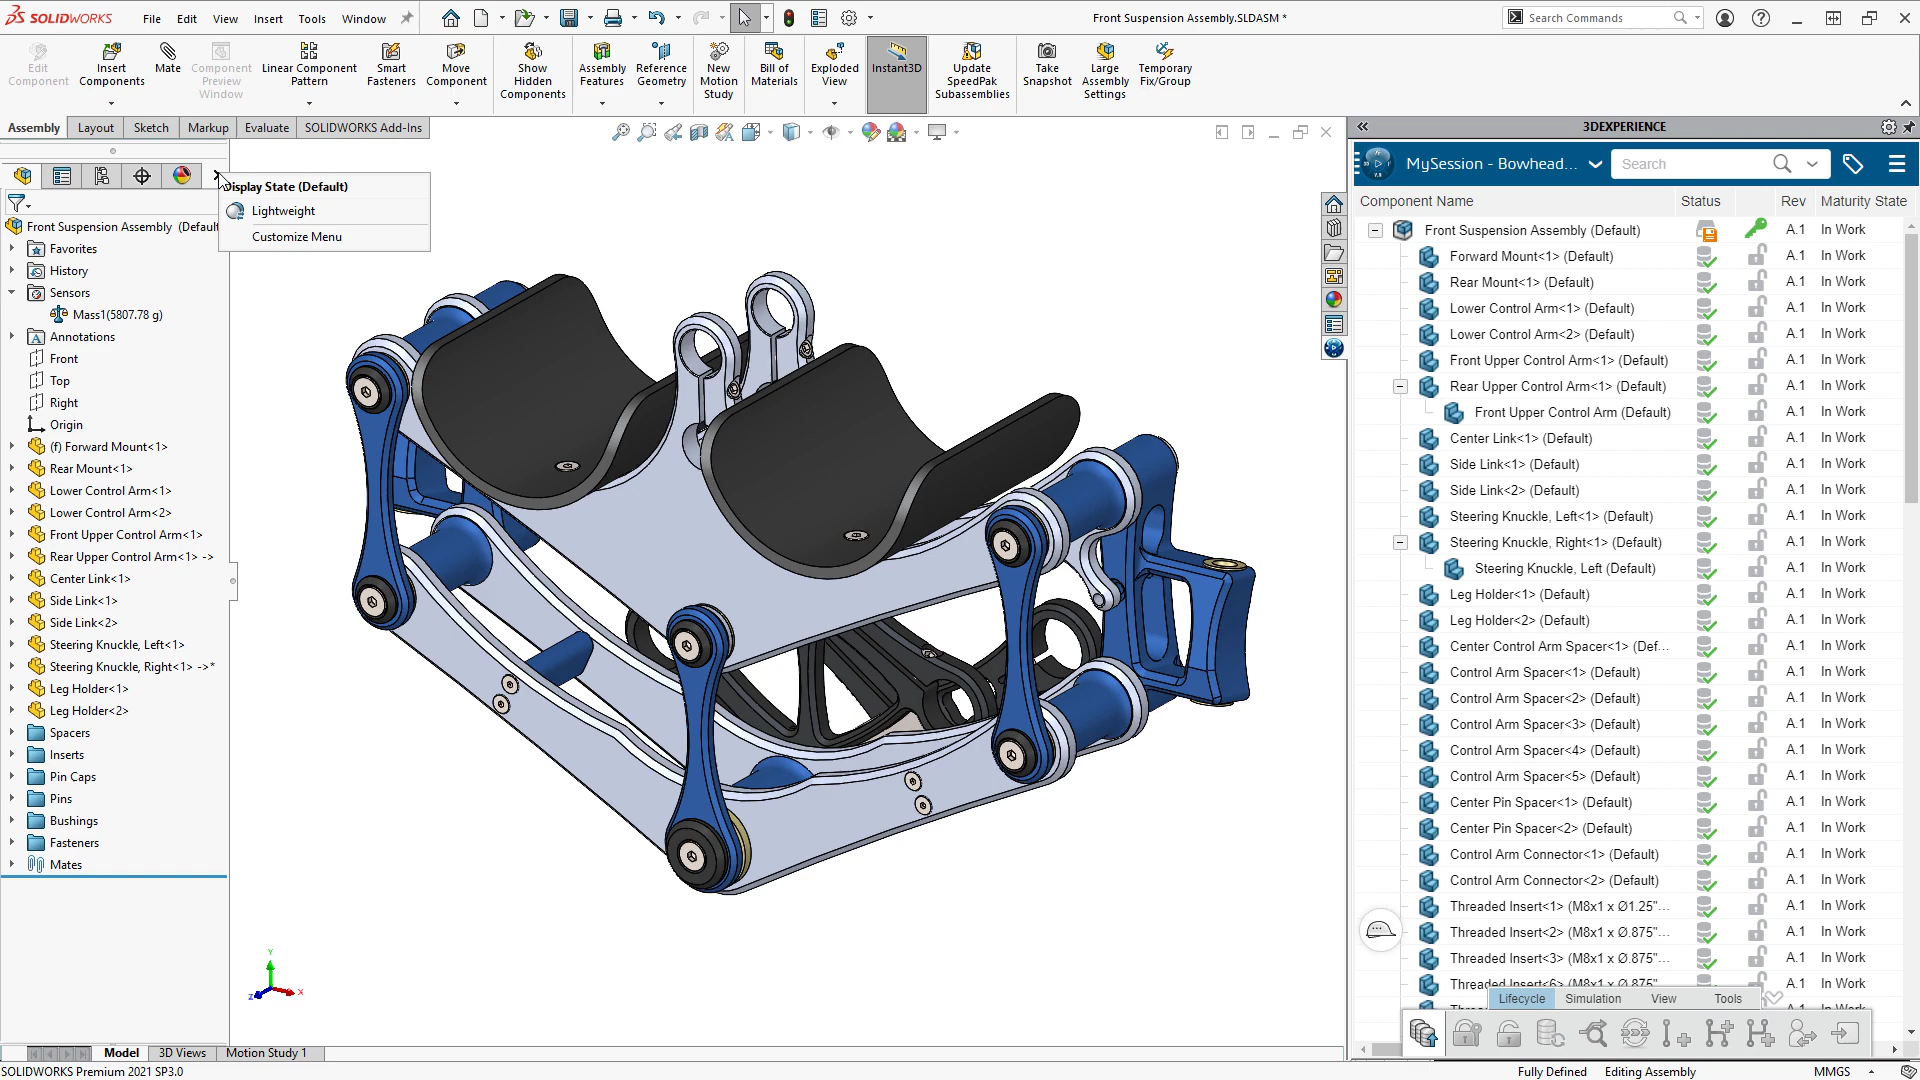 SOLIDWORKS File Edit View Insert Tools Window
Front Suspension Assembly.SLDASM *
Search Commands
Edit Component
Insert Components
Mate
Component Preview Window
Linear Component Pattern
Smart Fasteners
Move Component
Show Hidden Components
Assembly Features
Reference Geometry
New Motion Study
Bill of Materials
Exploded View
Instant3D
Update SpeedPak Subassemblies
Take Snapshot
Large Assembly Settings
Temporary Fix/Group
Assembly Layout Sketch Markup Evaluate SOLIDWORKS Add-Ins
Display State (Default)
Lightweight
Customize Menu
Front Suspension Assembly (Default
Favorites
History
Sensors
Mass1(5807.78 g)
Annotations
Front
Top
Right
Origin
(f) Forward Mount<1>
Rear Mount<1>
Lower Control Arm<1>
Lower Control Arm<2>
Front Upper Control Arm<1>
Rear Upper Control Arm<1> ->
Center Link<1>
Side Link<1>
Side Link<2>
Steering Knuckle, Left<1>
Steering Knuckle, Right<1> ->*
Leg Holder<1>
Leg Holder<2>
Spacers
Inserts
Pin Caps
Pins
Bushings
Fasteners
Mates
Y
Z
X
Model 3D Views Motion Study 1
SOLIDWORKS Premium 2021 SP3.0
3DEXPERIENCE
MySession - Bowhead... Search
Component Name Status Rev Maturity State
Front Suspension Assembly (Default) A.1 In Work
Forward Mount<1> (Default) A.1 In Work
Rear Mount<1> (Default) A.1 In Work
Lower Control Arm<1> (Default) A.1 In Work
Lower Control Arm<2> (Default) A.1 In Work
Front Upper Control Arm<1> (Default) A.1 In Work
Rear Upper Control Arm<1> (Default) A.1 In Work
Front Upper Control Arm (Default) A.1 In Work
Center Link<1> (Default) A.1 In Work
Side Link<1> (Default) A.1 In Work
Side Link<2> (Default) A.1 In Work
Steering Knuckle, Left<1> (Default) A.1 In Work
Steering Knuckle, Right<1> (Default) A.1 In Work
Steering Knuckle, Left (Default) A.1 In Work
Leg Holder<1> (Default) A.1 In Work
Leg Holder<2> (Default) A.1 In Work
Center Control Arm Spacer<1> (Def... A.1 In Work
Control Arm Spacer<1> (Default) A.1 In Work
Control Arm Spacer<2> (Default) A.1 In Work
Control Arm Spacer<3> (Default) A.1 In Work
Control Arm Spacer<4> (Default) A.1 In Work
Control Arm Spacer<5> (Default) A.1 In Work
Center Pin Spacer<1> (Default) A.1 In Work
Center Pin Spacer<2> (Default) A.1 In Work
Control Arm Connector<1> (Default) A.1 In Work
Control Arm Connector<2> (Default) A.1 In Work
Threaded Insert<1> (M8x1 x Ø1.25"... A.1 In Work
Threaded Insert<2> (M8x1 x Ø.875"... A.1 In Work
Threaded Insert<3> (M8x1 x Ø.875"... A.1 In Work
Threaded Insert<6> (M8x1 x Ø.875" A.1 In Work
A.1 In Work
Lifecycle Simulation View Tools
Fully Defined Editing Assembly MMGS